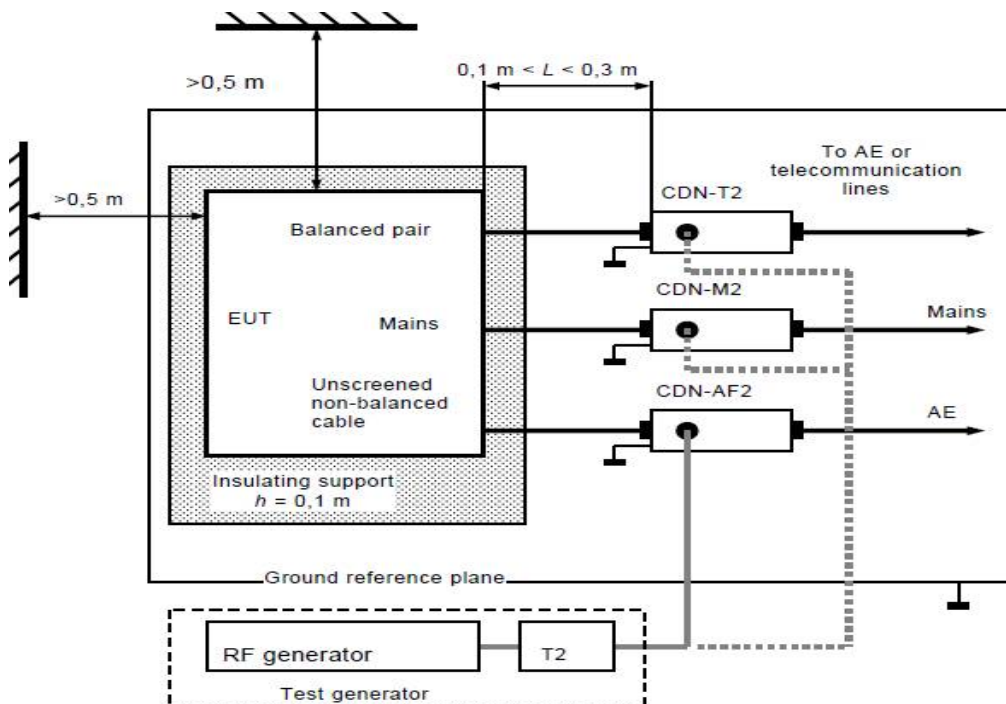 >0,5 m
0,1 m < L < 0,3 m
>0,5 m
To AE or
telecommunication
lines
CDN-T2
Balanced pair
CDN-M2
EUT
Mains
Mains
Unscreened
non-balanced
cable
CDN-AF2
AE
Insulating support
h = 0,1 m
Ground reference plane
RF generator
T2
Test generator